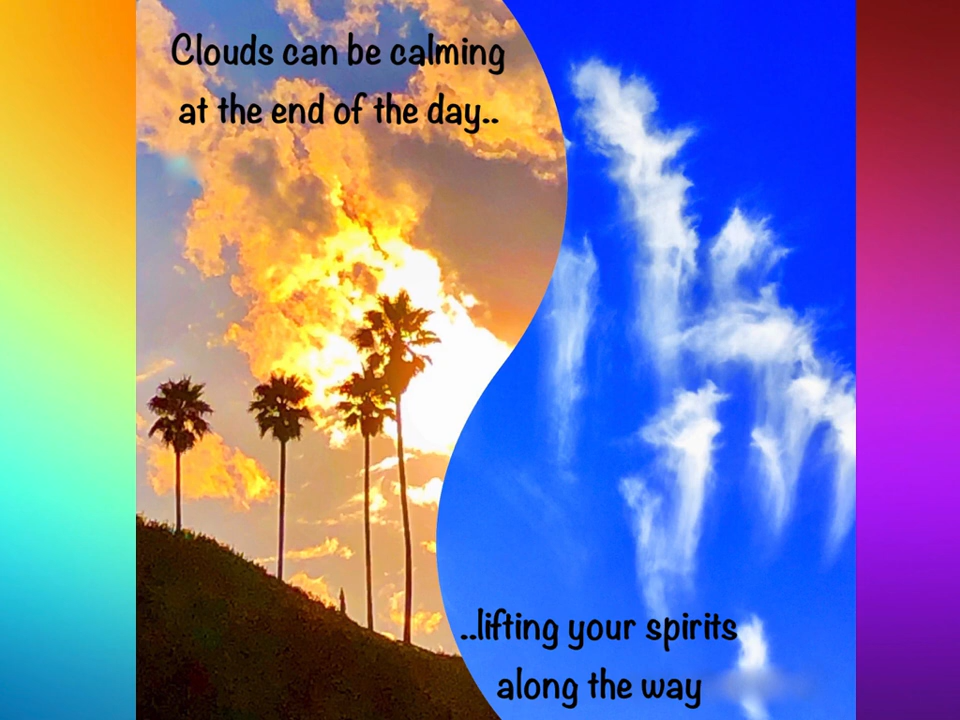 Clouds can be calming
at the end of the day..
..lifting your spirits
along the way